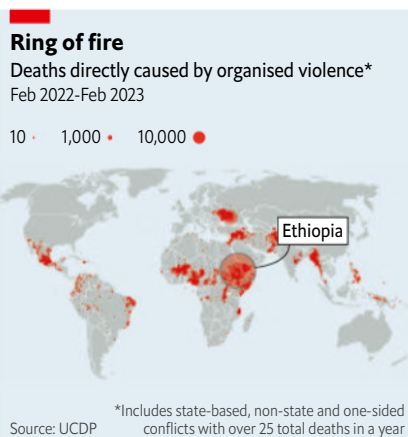 Ring of fire
Deaths directly caused by organised violence*
Feb 2022-Feb 2023
10 1,000 10,000
Ethiopia
*Includes state-based, non-state and one-sided
Source: UCDP conflicts with over 25 total deaths in a year